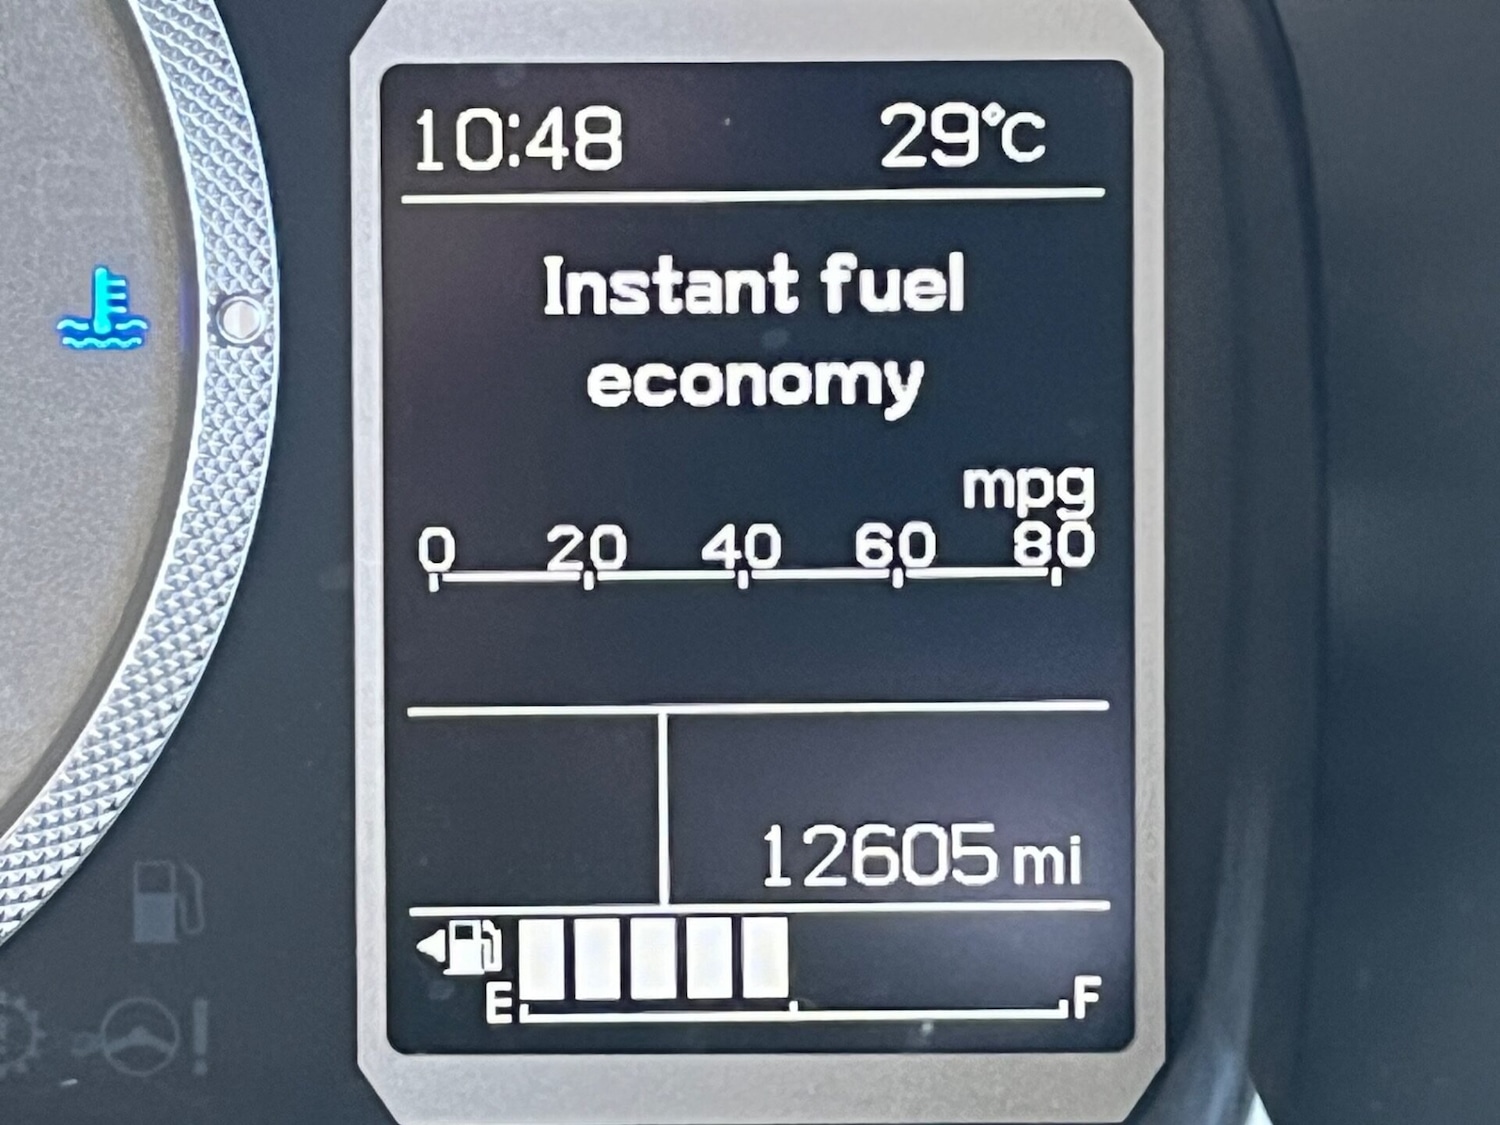 10:48 29°C
Instant fuel
economy
mpg
0 20 40 60 80
12605 mi
E F